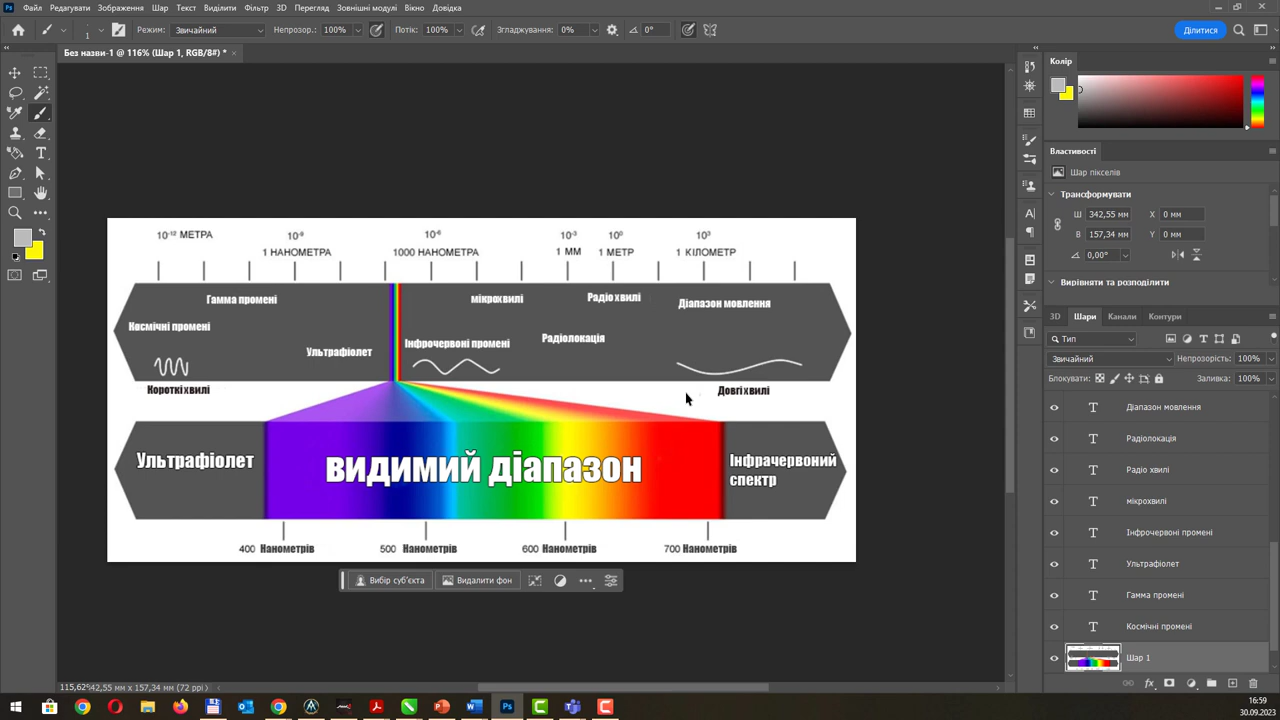 Файл Редагувати Зображення Шар Текст Виділити Фільтр 3D Перегляд Зовнішні модулі Вікно Довідка
1 Режим: Звичайний Непрозор.: 100% Потік: 100% Згладжування: 0% 0° Ділитися
Без назви-1 @ 116% (Шар 1, RGB/8#) *
Колір
Властивості
Шар пікселів
Трансформувати
Ш 342,55 мм X 0 мм
В 157,34 мм Y 0 мм
0,00°
Вирівняти та розподілити
3D Шари Канали Контури
Тип
Звичайний Непрозорість: 100%
Блокувати: Заливка: 100%
Діапазон мовлення
Радіолокація
Радіо хвилі
мікрохвилі
Інфрочервоні промені
Ультрафіолет
Гамма промені
Космічні промені
Шар 1
10-12 МЕТРА 10-9 10-6 10-3 100 103
1 НАНОМЕТРА 1000 НАНОМЕТРА 1 ММ 1 МЕТР 1 КІЛОМЕТР
Гамма промені мікрохвилі Радіо хвилі Діапазон мовлення
Космічні промені Радіолокація
Ультрафіолет Інфрочервоні промені
Короткі хвилі Довгі хвилі
Ультрафіолет видимий діапазон Інфрачервоний
спектр
400 Нанометрів 500 Нанометрів 600 Нанометрів 700 Нанометрів
Вибір суб'єкта Видалити фон
115,62% 42,55 мм x 157,34 мм (72 ppi)
16:59
30.09.2023